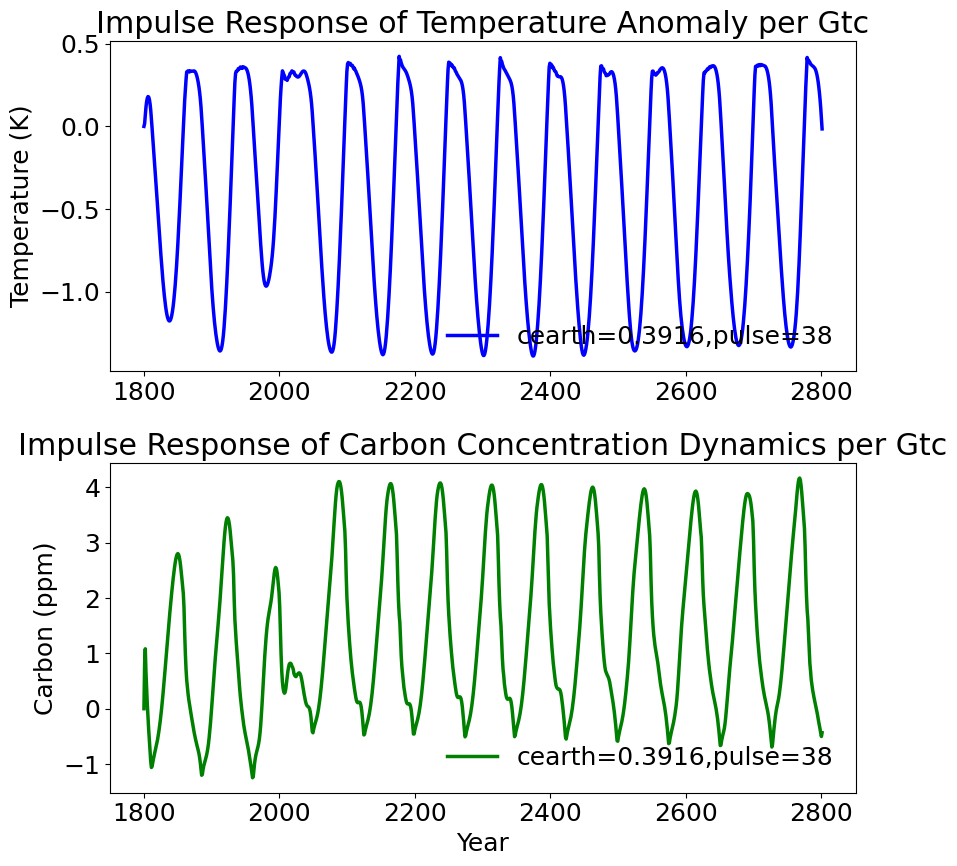 Impulse Response of Temperature Anomaly per Gtc
0.5
0.0
−0.5
−1.0
Temperature (K)
cearth=0.3916,pulse=38
1800 2000 2200 2400 2600 2800
Impulse Response of Carbon Concentration Dynamics per Gtc
4
3
2
1
0
−1
Carbon (ppm)
cearth=0.3916,pulse=38
1800 2000 2200 2400 2600 2800
Year